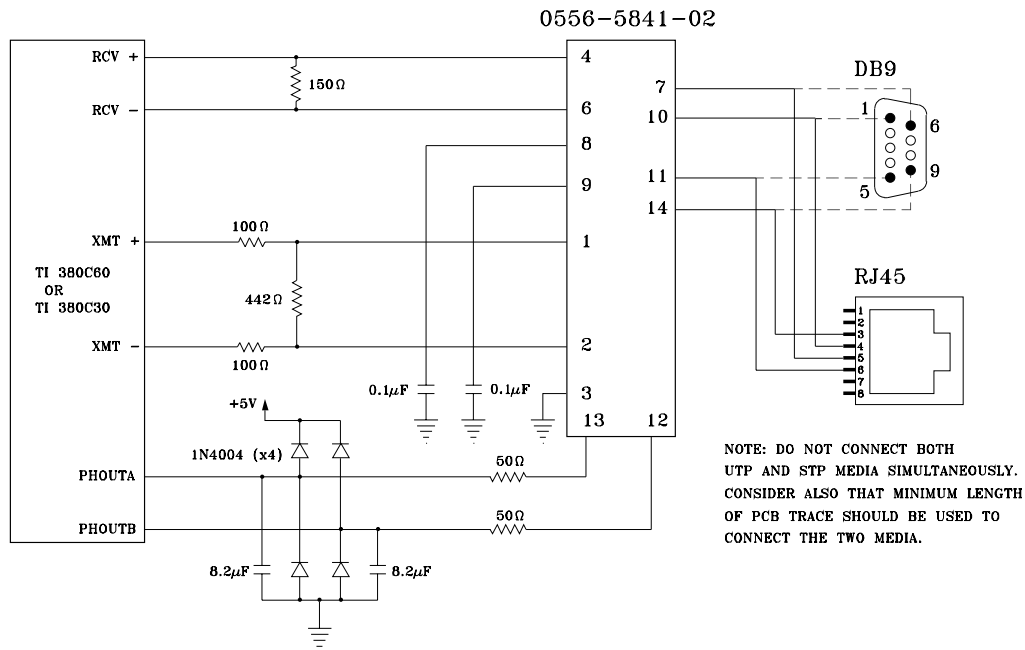 0556-5841-02
RCV +
RCV -
150Ω
4
6
8
9
1
2
3
13
12
7
10
11
14
DB9
1
6
5
9
XMT +
100Ω
TI 380C60
OR
TI 380C30
442Ω
XMT -
100Ω
0.1µF
0.1µF
+5V
1N4004 (x4)
PHOUTA
50Ω
PHOUTB
50Ω
8.2µF
8.2µF
RJ45
1
2
3
4
5
6
7
8
NOTE: DO NOT CONNECT BOTH
UTP AND STP MEDIA SIMULTANEOUSLY.
CONSIDER ALSO THAT MINIMUM LENGTH
OF PCB TRACE SHOULD BE USED TO
CONNECT THE TWO MEDIA.